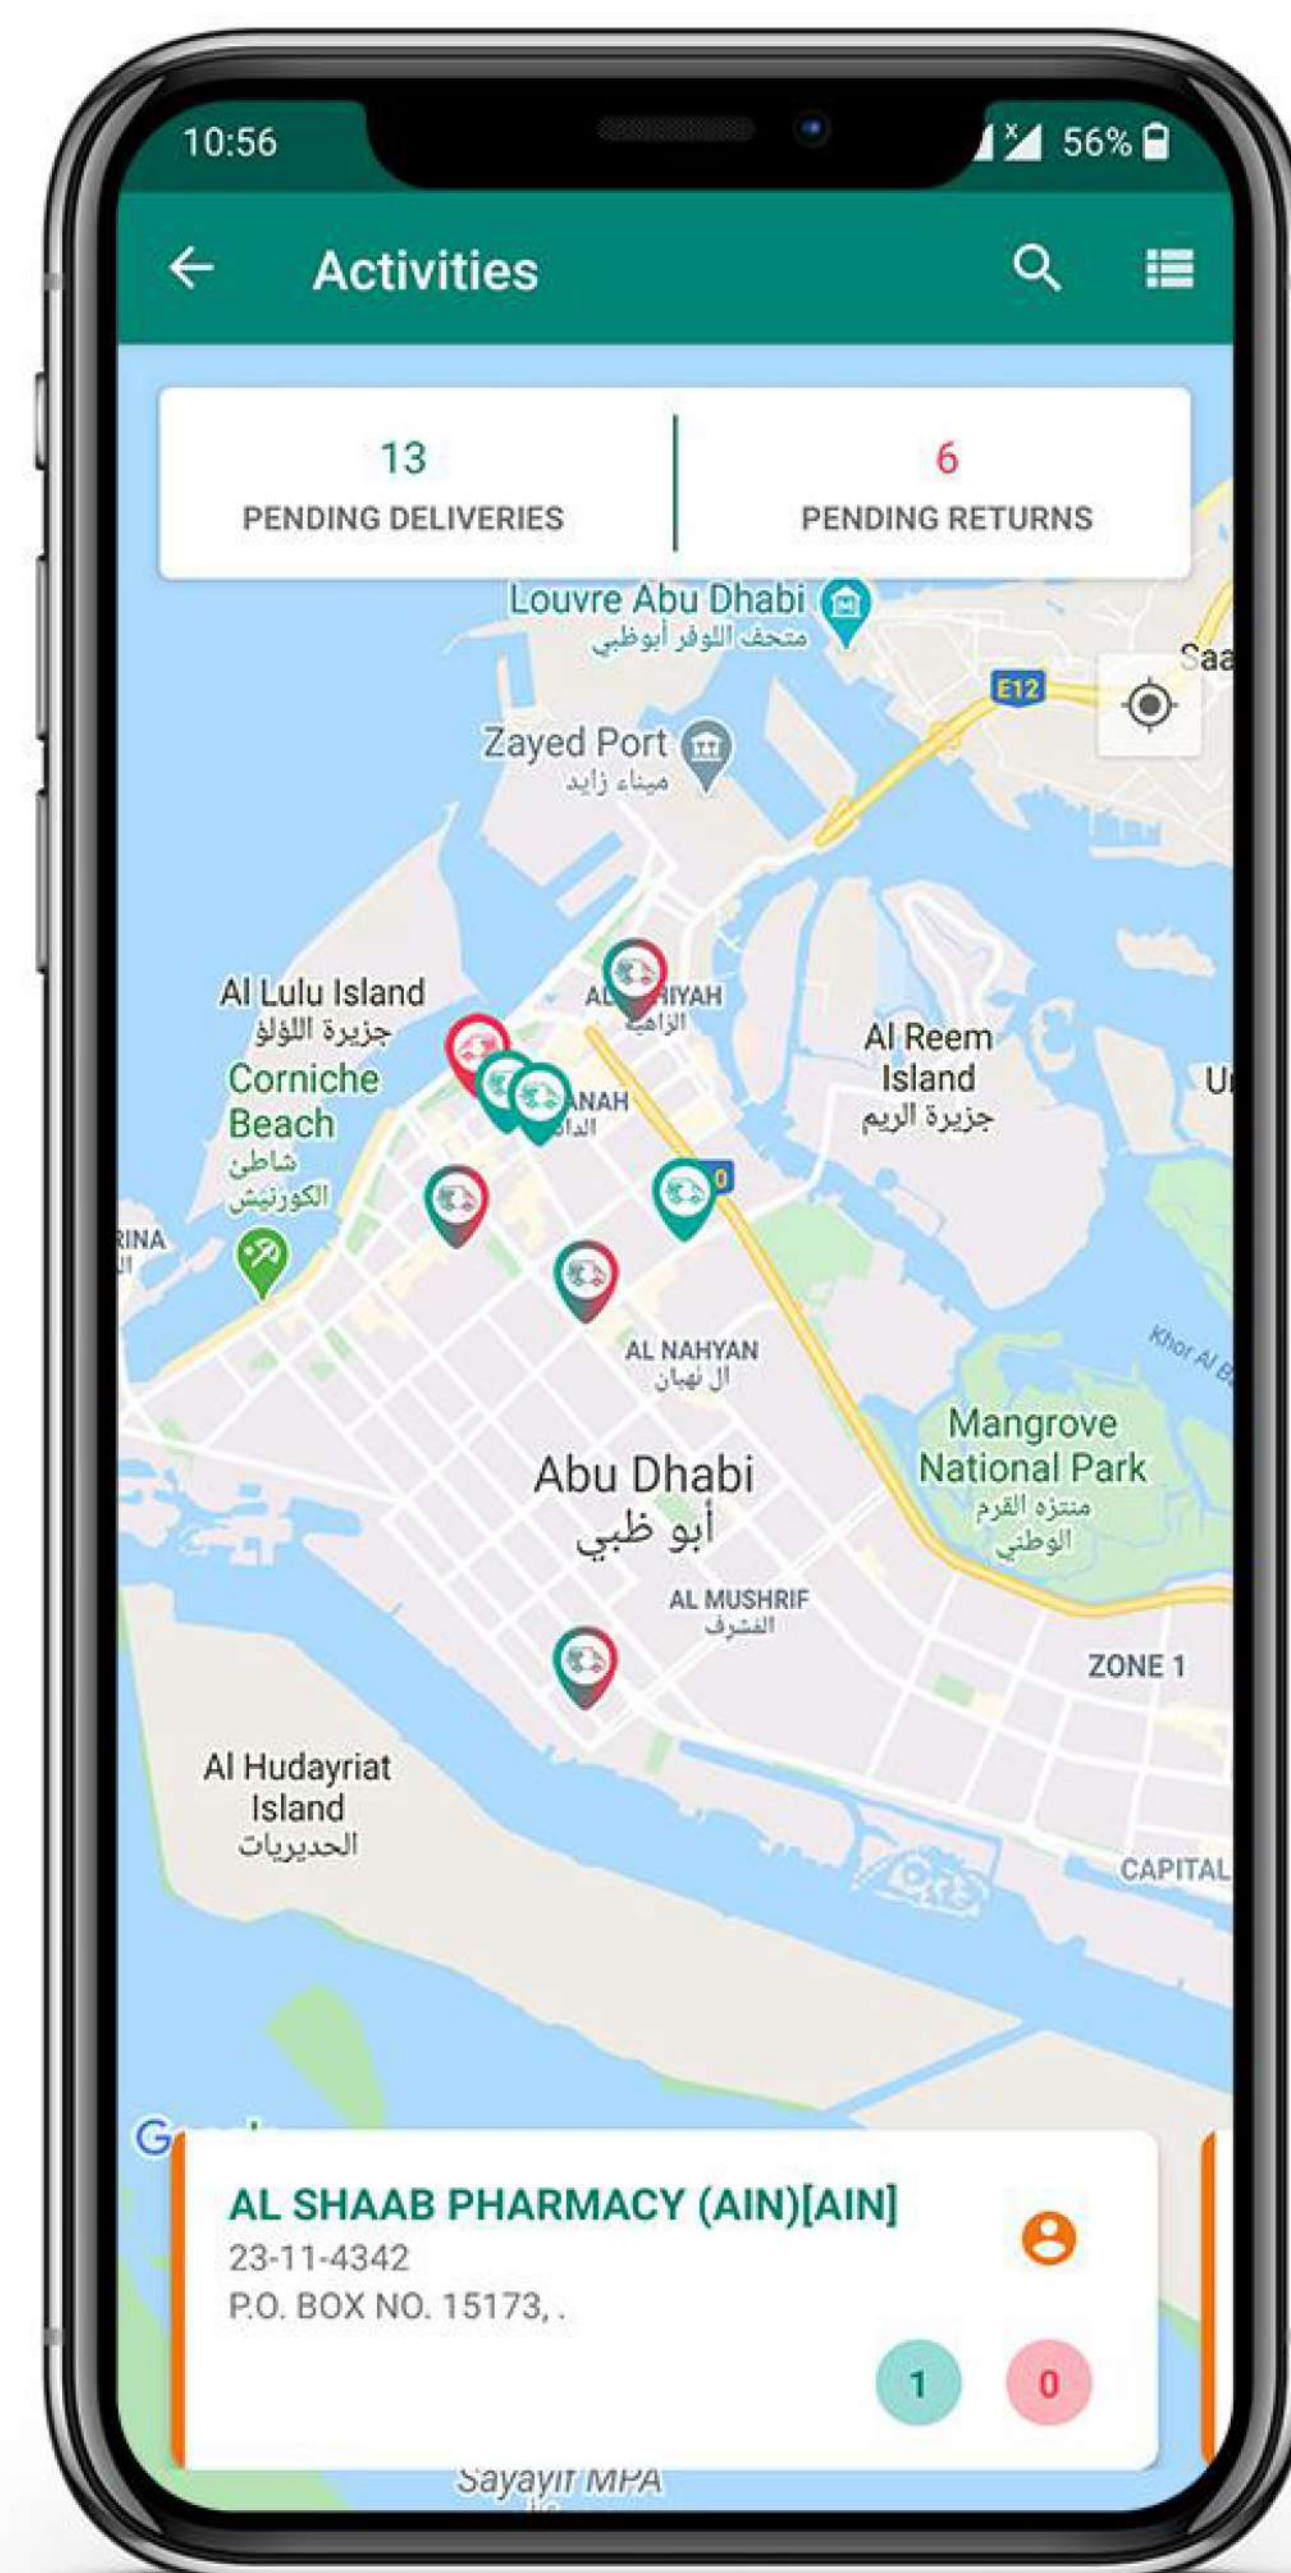 10:56
56%
Activities
13
6
PENDING DELIVERIES
PENDING RETURNS
Louvre Abu Dhabi
متحف اللوفر أبوظبي
E12
Zayed Port
ميناء زايد
Al Lulu Island
جزيرة اللؤلؤ
الزاهية
Corniche
Beach
شاطئ
الكورنيش
Al Reem
Island
جزيرة الريم
AL NAHYAN
ال نهيان
Mangrove
National Park
منتزه القرم
الوطني
Abu Dhabi
أبو ظبي
AL MUSHRIF
ZONE 1
Al Hudayriat
Island
الحديريات
CAPITAL
AL SHAAB PHARMACY (AIN)[AIN]
23-11-4342
P.O. BOX NO. 15173, .
1
0
Sayayif MPA